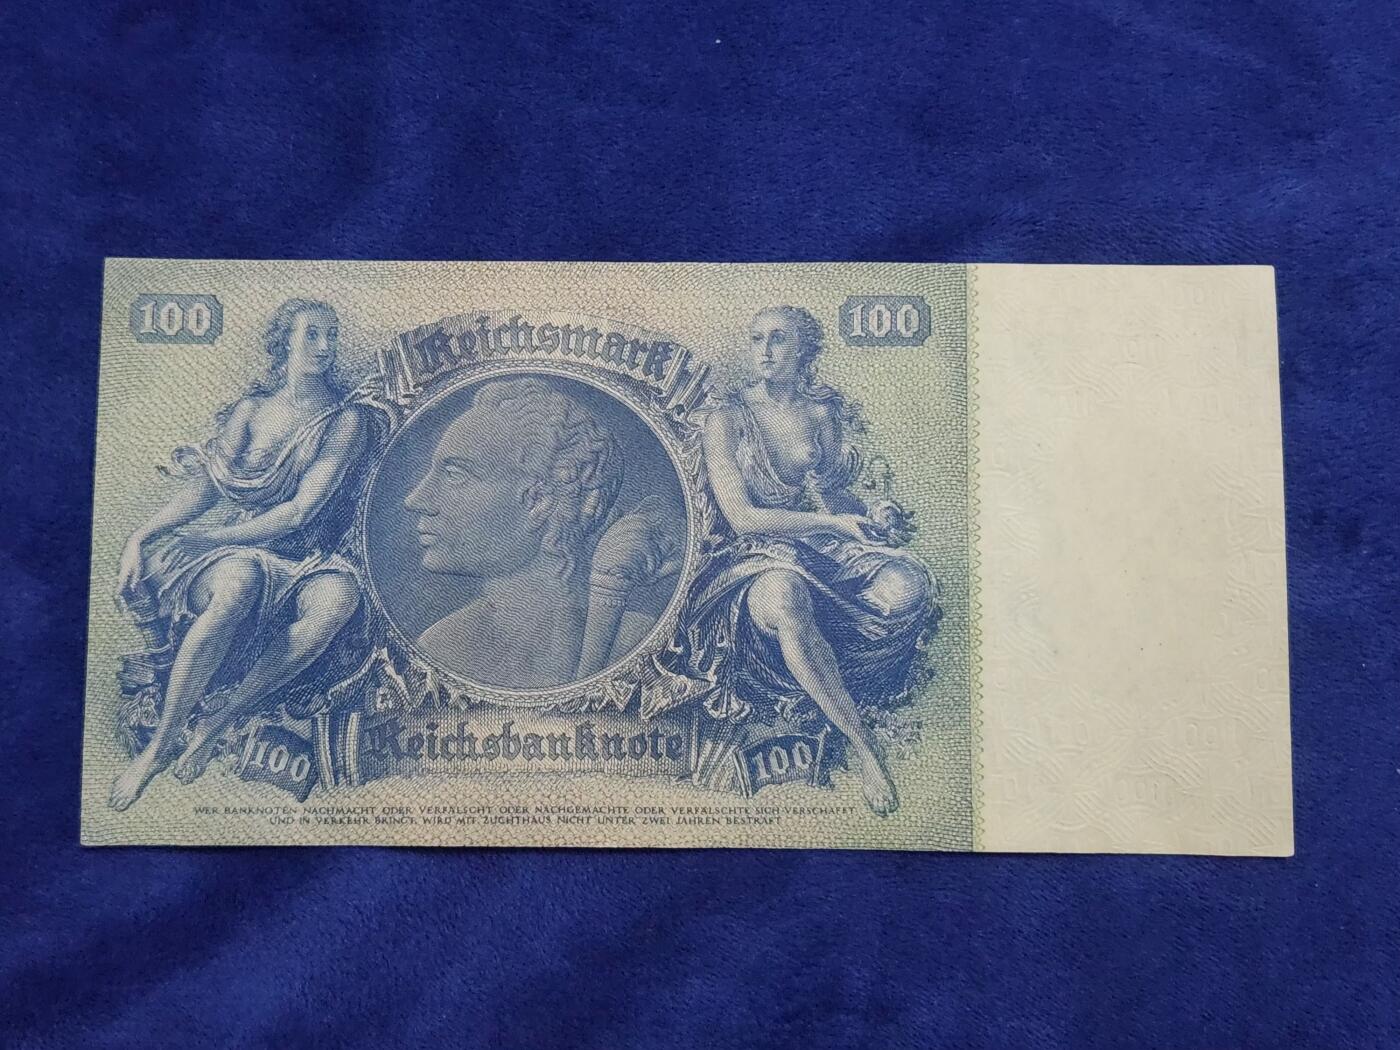 100
100
Reichsmark
Reichsbanknote
100
100
WER BANKNOTEN NACHMACHT ODER VERFÄLSCHT ODER NACHGEMACHTE ODER VERFÄLSCHTE SICH VERSCHAFFT
UND IN VERKEHR BRINGT, WIRD MIT ZUCHTHAUS NICHT UNTER ZWEI JAHREN BESTRAFT